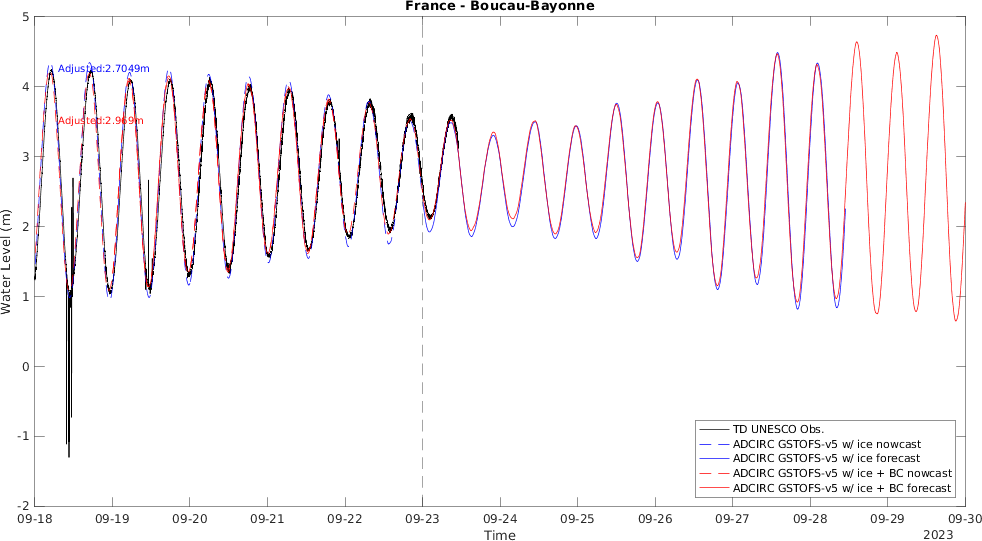 France - Boucau-Bayonne
5
4
3
2
1
0
-1
-2
Water Level (m)
Adjusted:2.7049m
Adjusted:2.969m
TD UNESCO Obs.
ADCIRC GSTOFS-v5 w/ ice nowcast
ADCIRC GSTOFS-v5 w/ ice forecast
ADCIRC GSTOFS-v5 w/ ice + BC nowcast
ADCIRC GSTOFS-v5 w/ ice + BC forecast
09-18 09-19 09-20 09-21 09-22 09-23 09-24 09-25 09-26 09-27 09-28 09-29 09-30
Time
2023